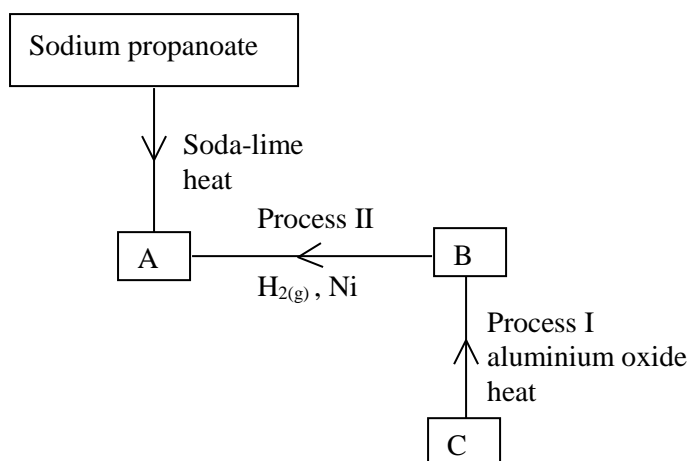 Sodium propanoate
Soda-lime
heat
Process II
A
B
H2(g) , Ni
Process I
aluminium oxide
heat
C